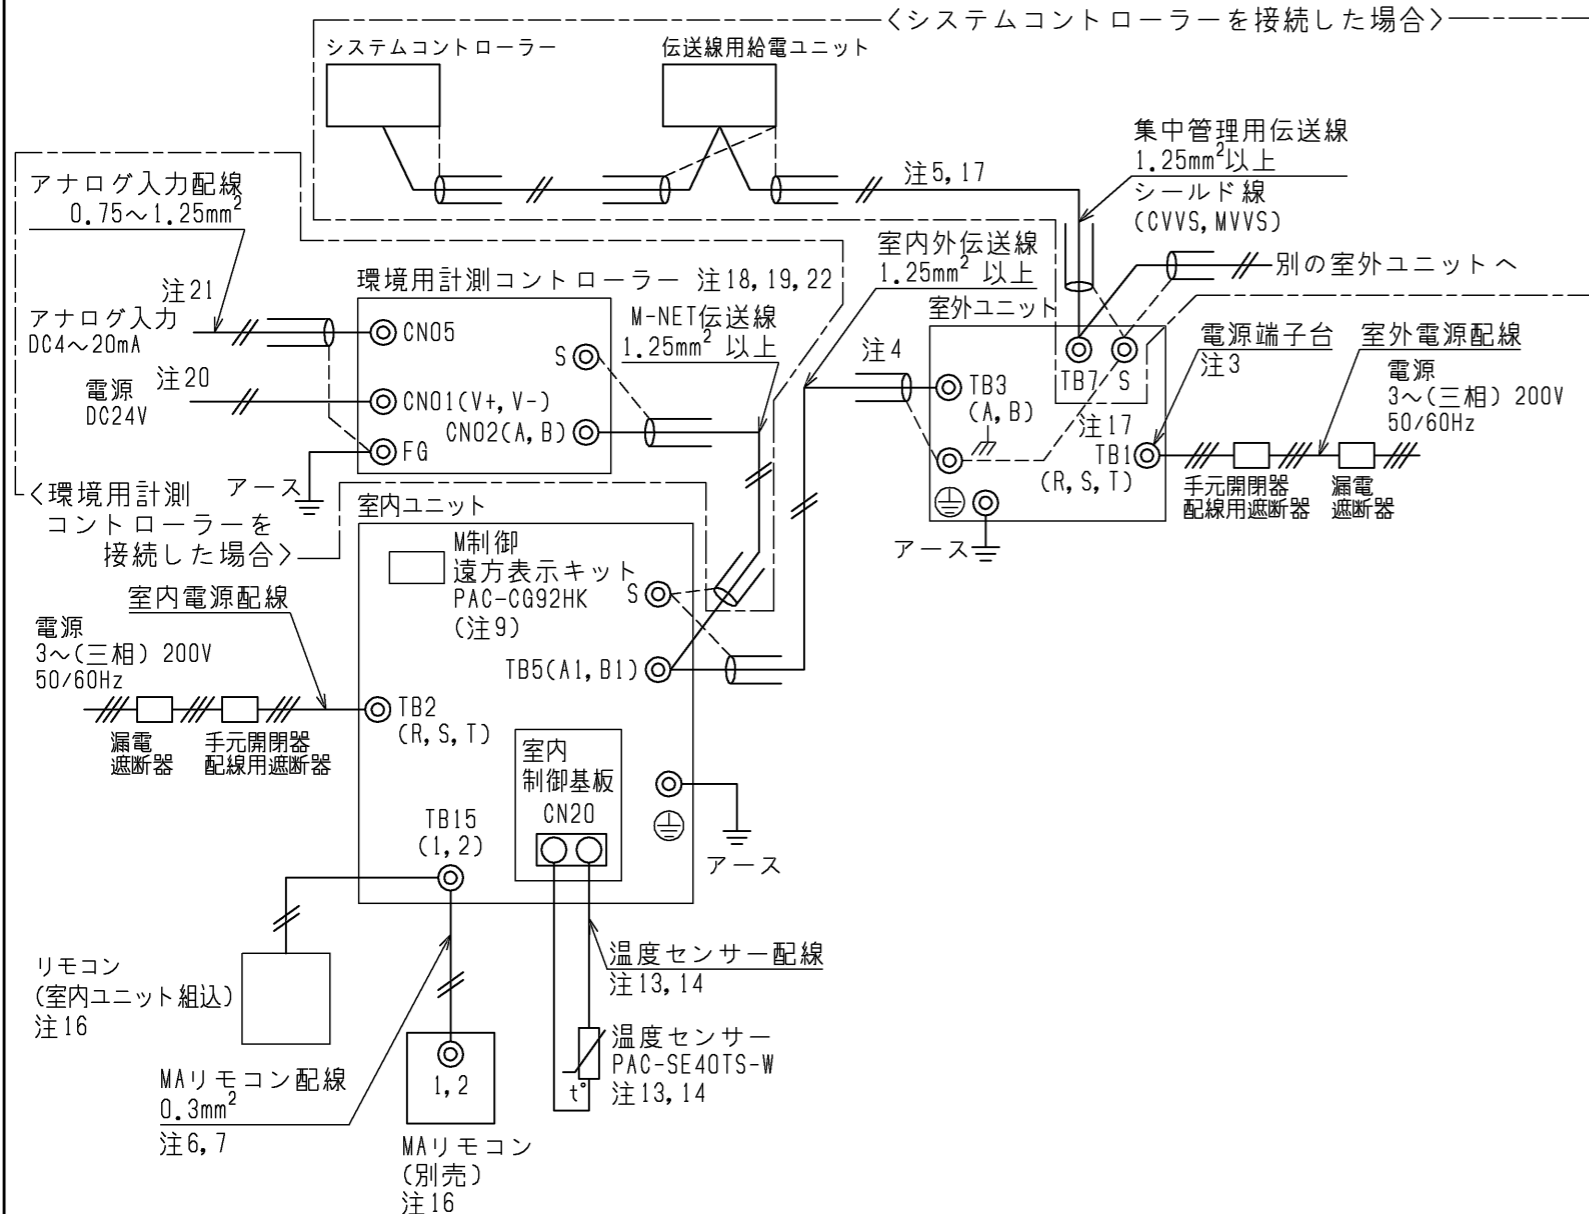 〈システムコントローラーを接続した場合〉
システムコントローラー
伝送線用給電ユニット
集中管理用伝送線
1.25mm²以上
シールド線
(CVVS,MVVS)
注5,17
アナログ入力配線
0.75～1.25mm²
室内外伝送線
1.25mm² 以上
別の室外ユニットへ
環境用計測コントローラー 注18,19,22
注21
アナログ入力
DC4～20mA
CN05
S
M-NET伝送線
1.25mm² 以上
室外ユニット
注4
TB3
(A,B)
TB7
S
電源端子台
注3
室外電源配線
電源
3～(三相) 200V
50/60Hz
注20
電源
DC24V
CN01(V+,V-)
CN02(A,B)
FG
アース
注17
TB1
(R,S,T)
手元開閉器
配線用遮断器
漏電
遮断器
アース
〈環境用計測
コントローラーを
接続した場合〉
室内ユニット
M制御
遠方表示キット
PAC-CG92HK
(注9)
S
室内電源配線
電源
3～(三相) 200V
50/60Hz
TB5(A1,B1)
TB2
(R,S,T)
漏電
遮断器
手元開閉器
配線用遮断器
室内
制御基板
CN20
TB15
(1,2)
アース
リモコン
(室内ユニット組込)
注16
温度センサー配線
注13,14
温度センサー
PAC-SE40TS-W
注13,14
t°
MAリモコン配線
0.3mm²
注6,7
1,2
MAリモコン
(別売)
注16